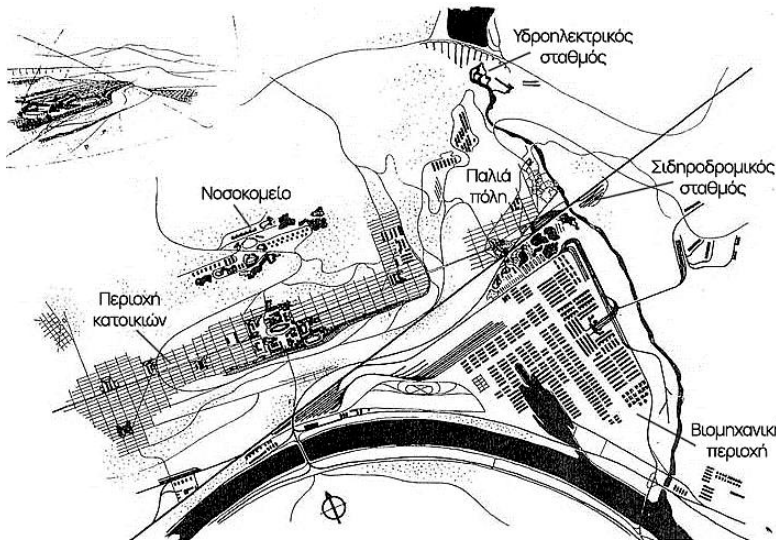 Υδροηλεκτρικός
σταθμός
Παλιά
πόλη
Σιδηροδρομικός
σταθμός
Νοσοκομείο
Περιοχή
κατοικιών
Βιομηχανικ
περιοχή